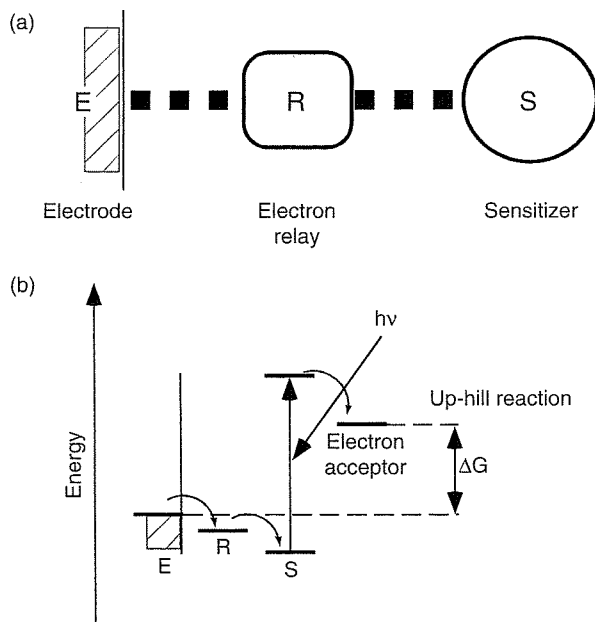 (a)
E
R
S
Electrode
Electron
relay
Sensitizer
(b)
hν
Up-hill reaction
Electron
acceptor
ΔG
Energy
E
R
S